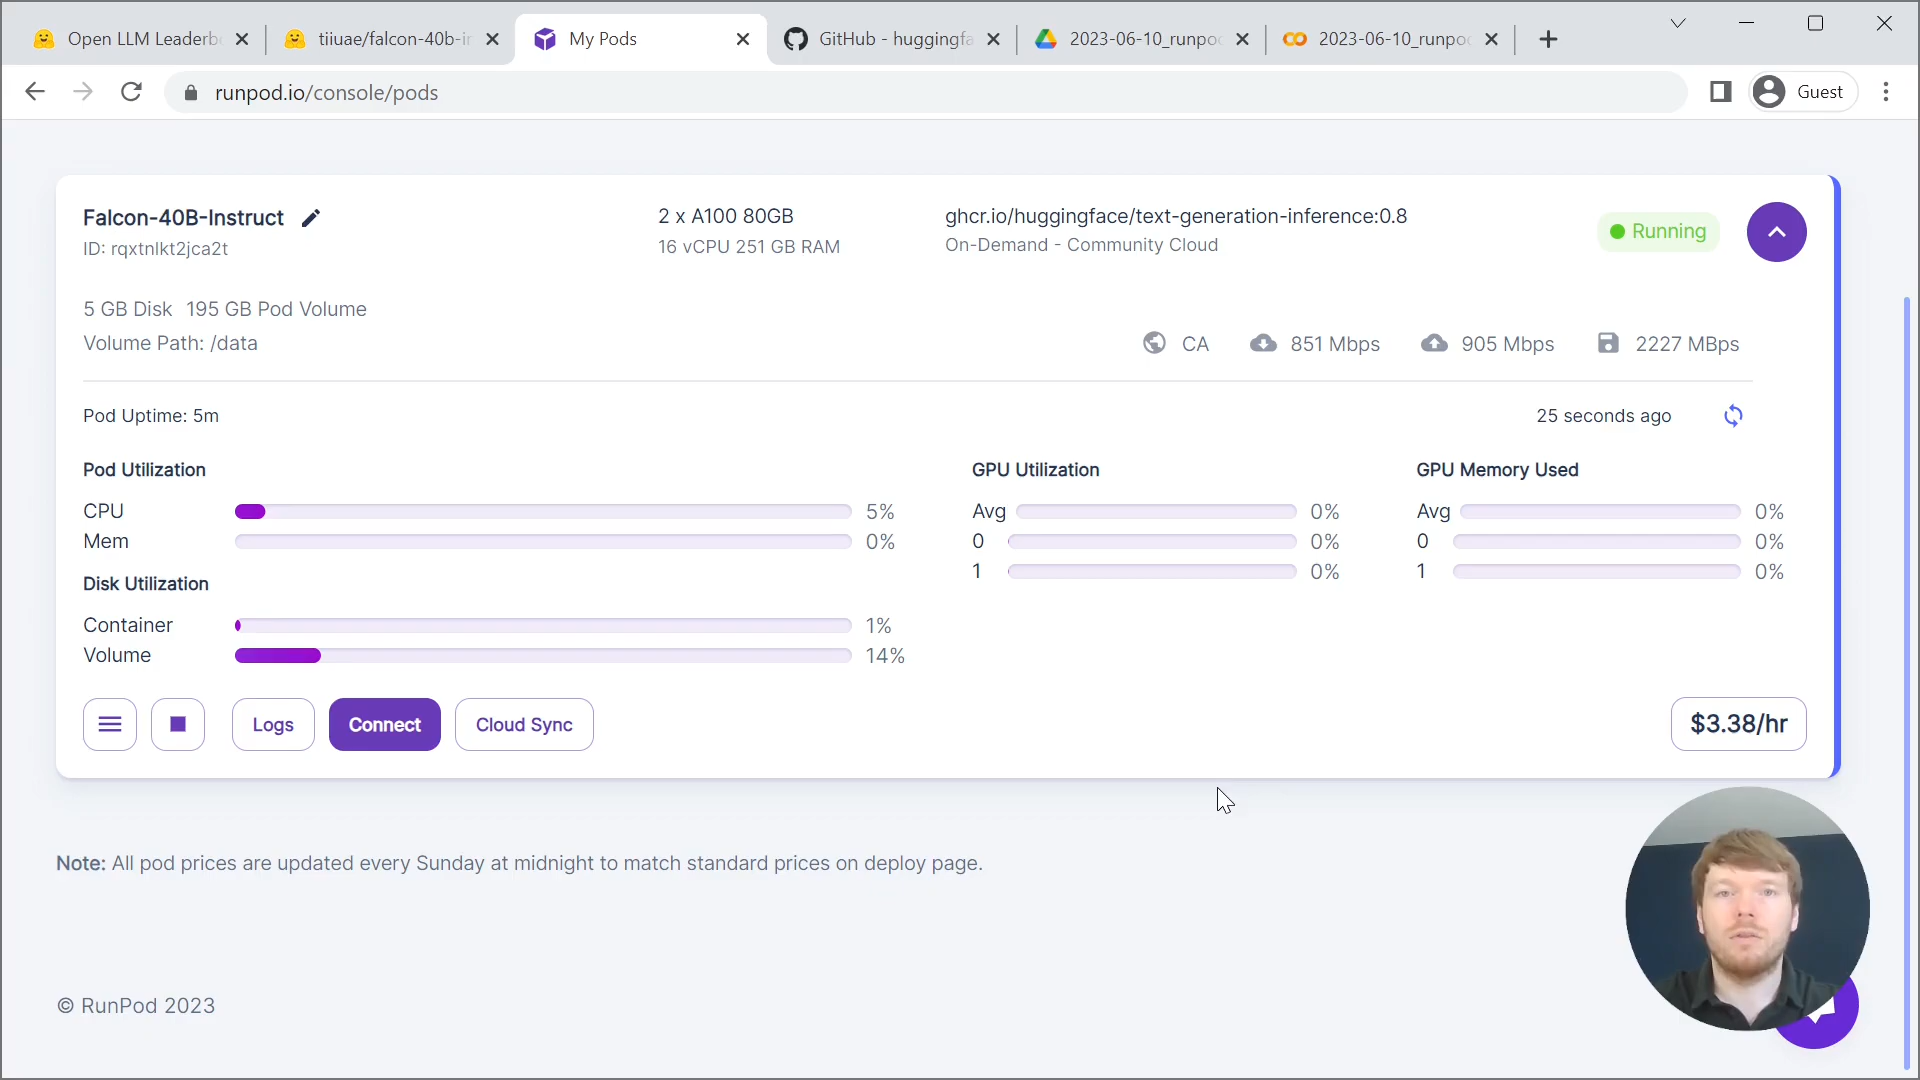 Open LLM Leaderb
tiiuae/falcon-40b-ir
My Pods
GitHub - huggingfa
2023-06-10_runpo
2023-06-10_runpo
runpod.io/console/pods
Guest
Falcon-40B-Instruct
2 x A100 80GB
ghcr.io/huggingface/text-generation-inference:0.8
Running
ID: rqxtnlkt2jca2t
16 vCPU 251 GB RAM
On-Demand - Community Cloud
5 GB Disk 195 GB Pod Volume
Volume Path: /data
CA
851 Mbps
905 Mbps
2227 MBps
Pod Uptime: 5m
25 seconds ago
Pod Utilization
CPU 5%
Mem 0%
Disk Utilization
Container 1%
Volume 14%
GPU Utilization
Avg 0%
0 0%
1 0%
GPU Memory Used
Avg 0%
0 0%
1 0%
Logs
Connect
Cloud Sync
$3.38/hr
Note: All pod prices are updated every Sunday at midnight to match standard prices on deploy page.
© RunPod 2023